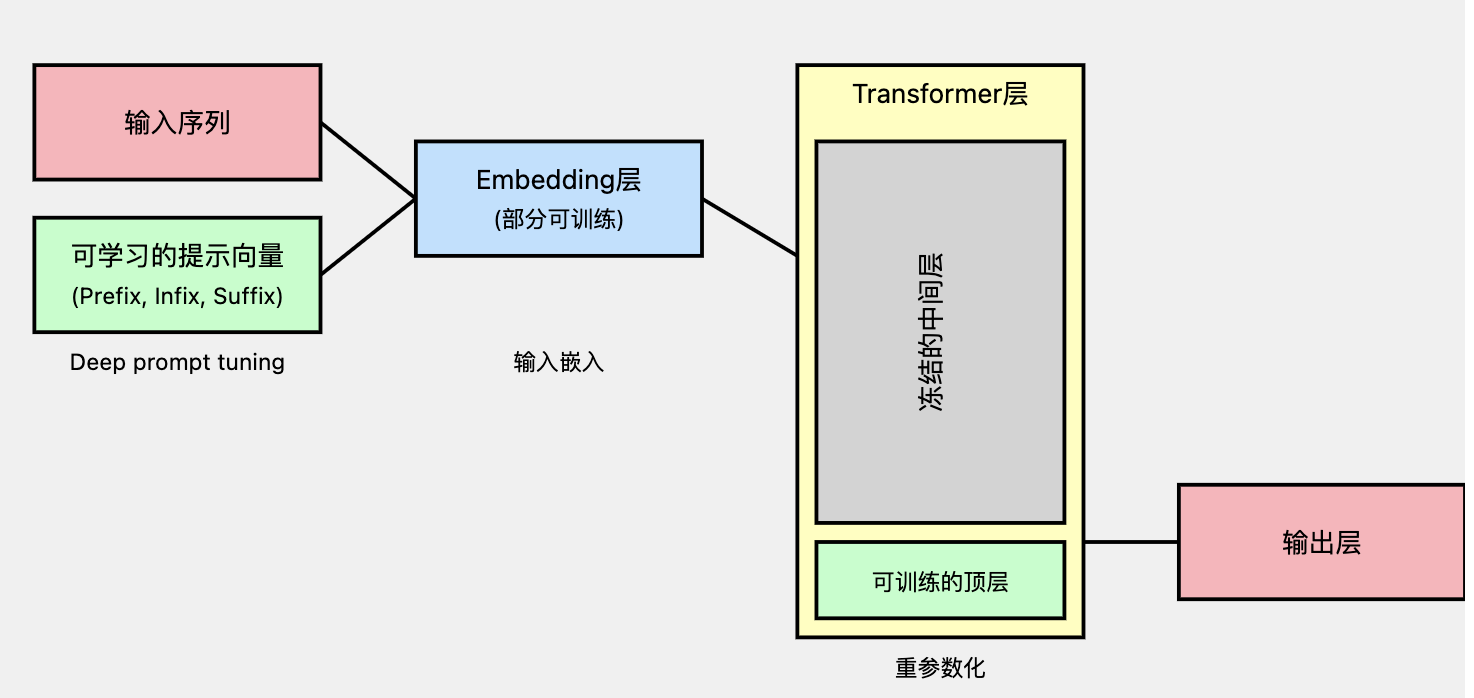 输入序列
可学习的提示向量
(Prefix, Infix, Suffix)
Deep prompt tuning
Embedding层
(部分可训练)
输入嵌入
Transformer层
冻结的中间层
可训练的顶层
重参数化
输出层